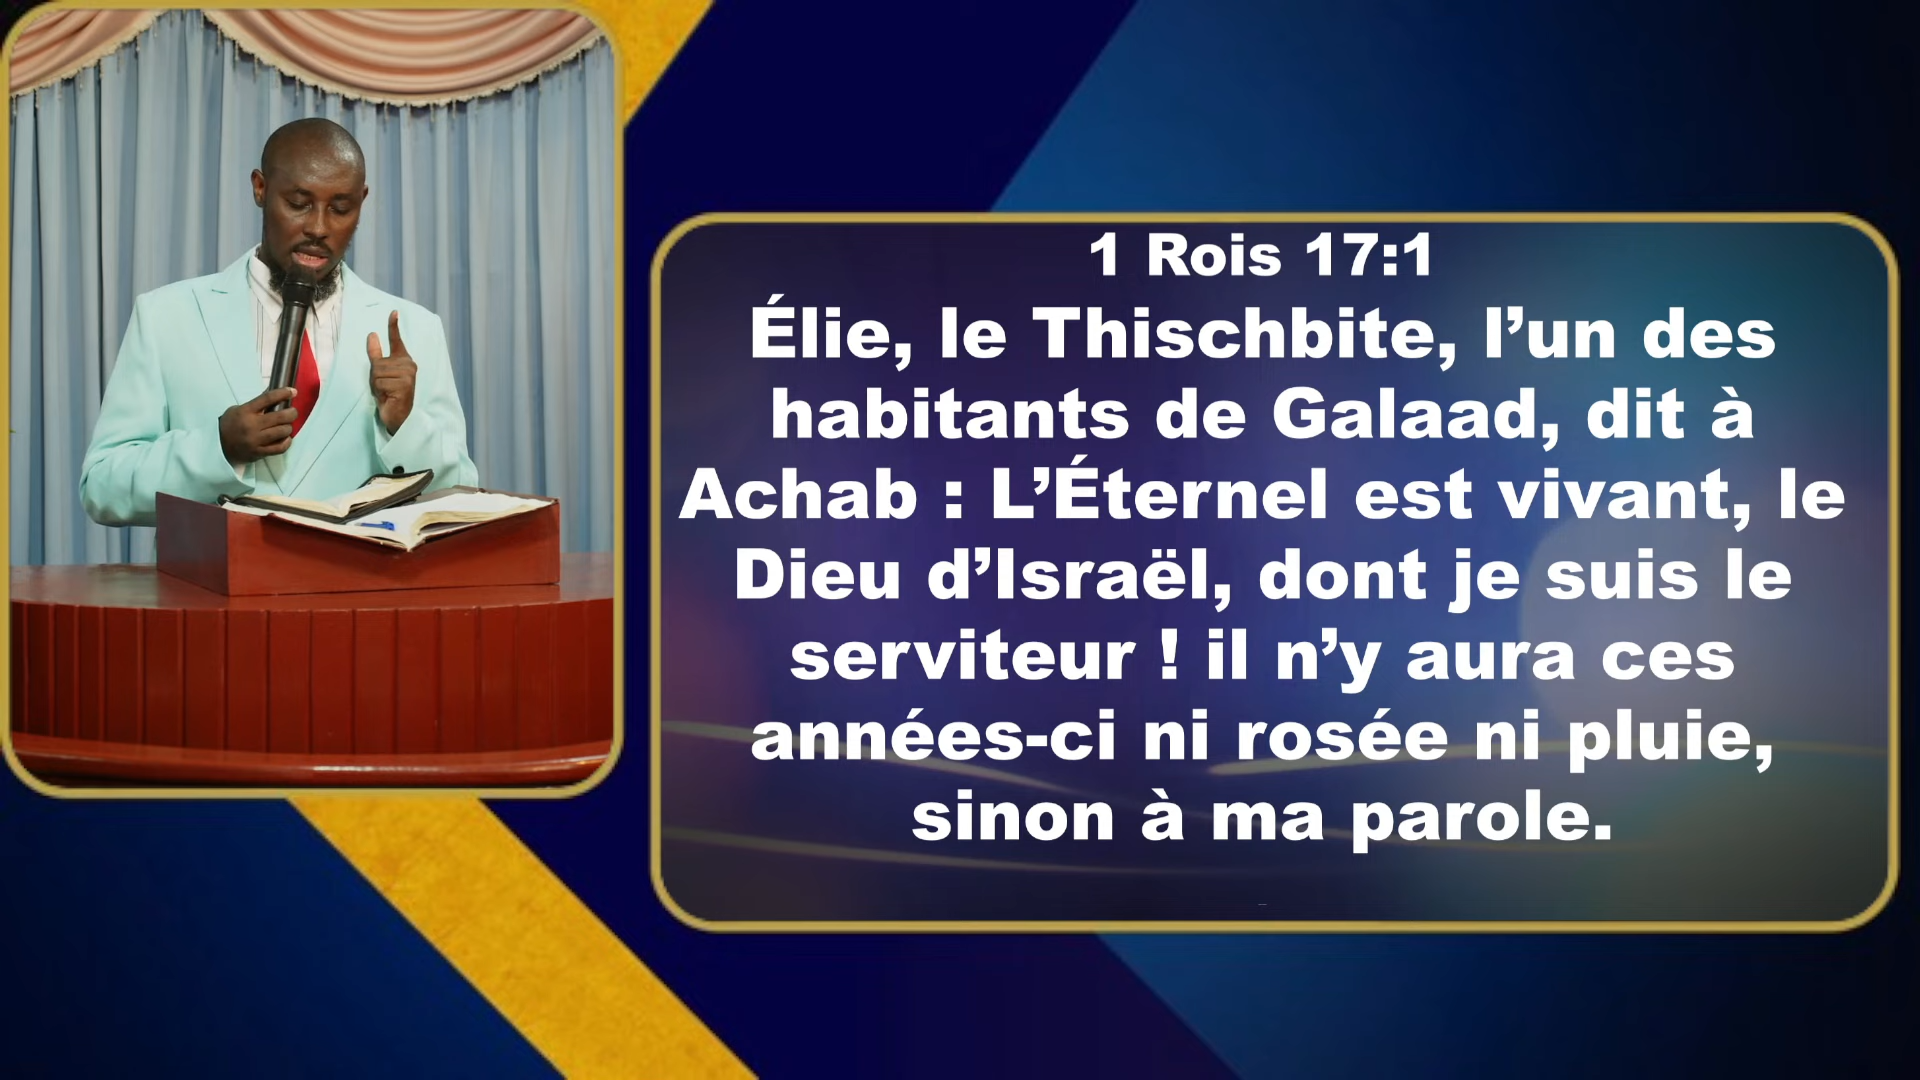 1 Rois 17:1
Élie, le Thischbite, l’un des
habitants de Galaad, dit à
Achab : L’Éternel est vivant, le
Dieu d’Israël, dont je suis le
serviteur ! il n’y aura ces
années-ci ni rosée ni pluie,
sinon à ma parole.